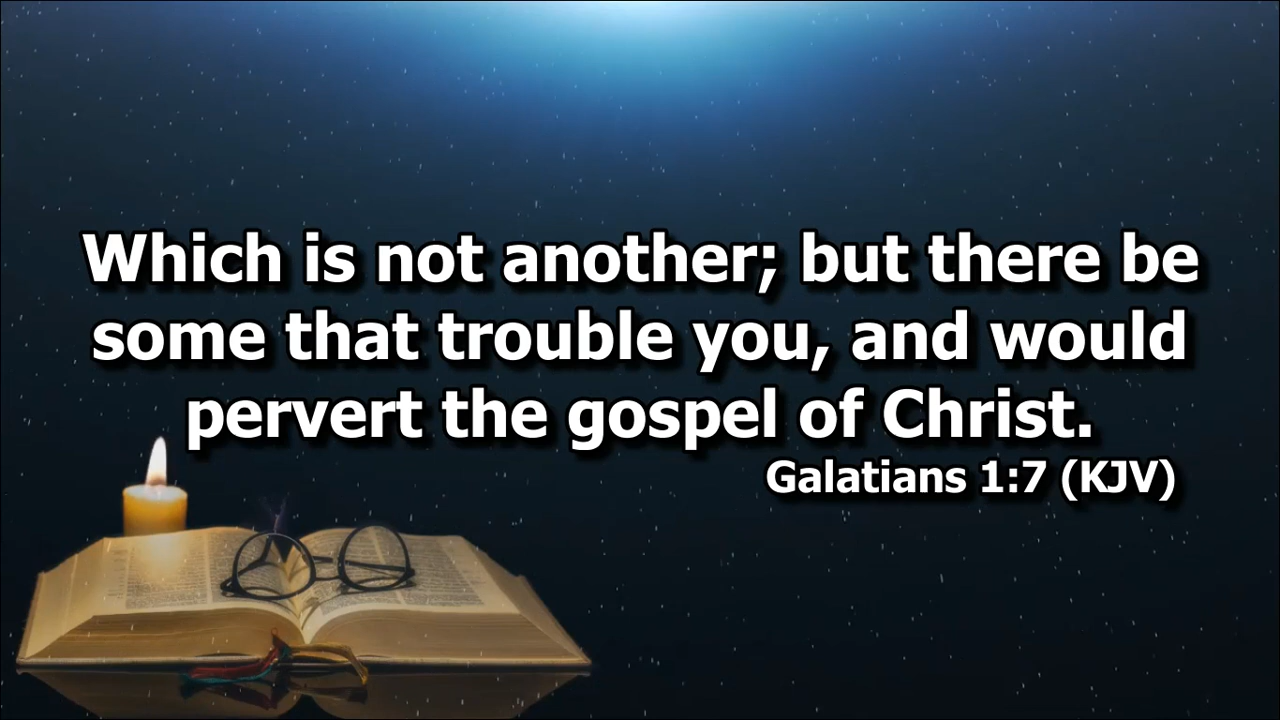 Which is not another; but there be
some that trouble you, and would
pervert the gospel of Christ.
Galatians 1:7 (KJV)